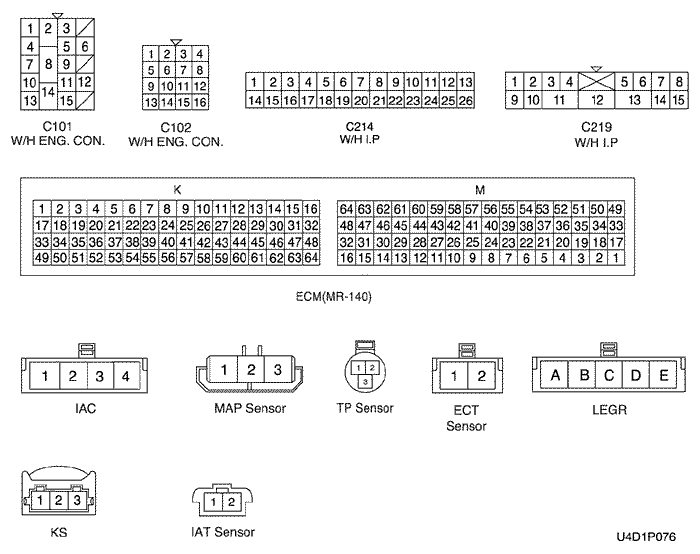 1 2 3
4 5 6
7 8 9
10 11 12
13 14 15
C101
W/H ENG. CON.
1 2 3 4
5 6 7 8
9 10 11 12
13 14 15 16
C102
W/H ENG. CON.
1 2 3 4 5 6 7 8 9 10 11 12 13
14 15 16 17 18 19 20 21 22 23 24 25 26
C214
W/H I.P
1 2 3 4 5 6 7 8
9 10 11 12 13 14 15
C219
W/H I.P
K
1 2 3 4 5 6 7 8 9 10 11 12 13 14 15 16
17 18 19 20 21 22 23 24 25 26 27 28 29 30 31 32
33 34 35 36 37 38 39 40 41 42 43 44 45 46 47 48
49 50 51 52 53 54 55 56 57 58 59 60 61 62 63 64
M
64 63 62 61 60 59 58 57 56 55 54 53 52 51 50 49
48 47 46 45 44 43 42 41 40 39 38 37 36 35 34 33
32 31 30 29 28 27 26 25 24 23 22 21 20 19 18 17
16 15 14 13 12 11 10 9 8 7 6 5 4 3 2 1
ECM(MR-140)
1 2 3 4
IAC
1 2 3
MAP Sensor
1 2
3
TP Sensor
1 2
ECT
Sensor
A B C D E
LEGR
1 2 3
KS
1 2
IAT Sensor
U4D1P076